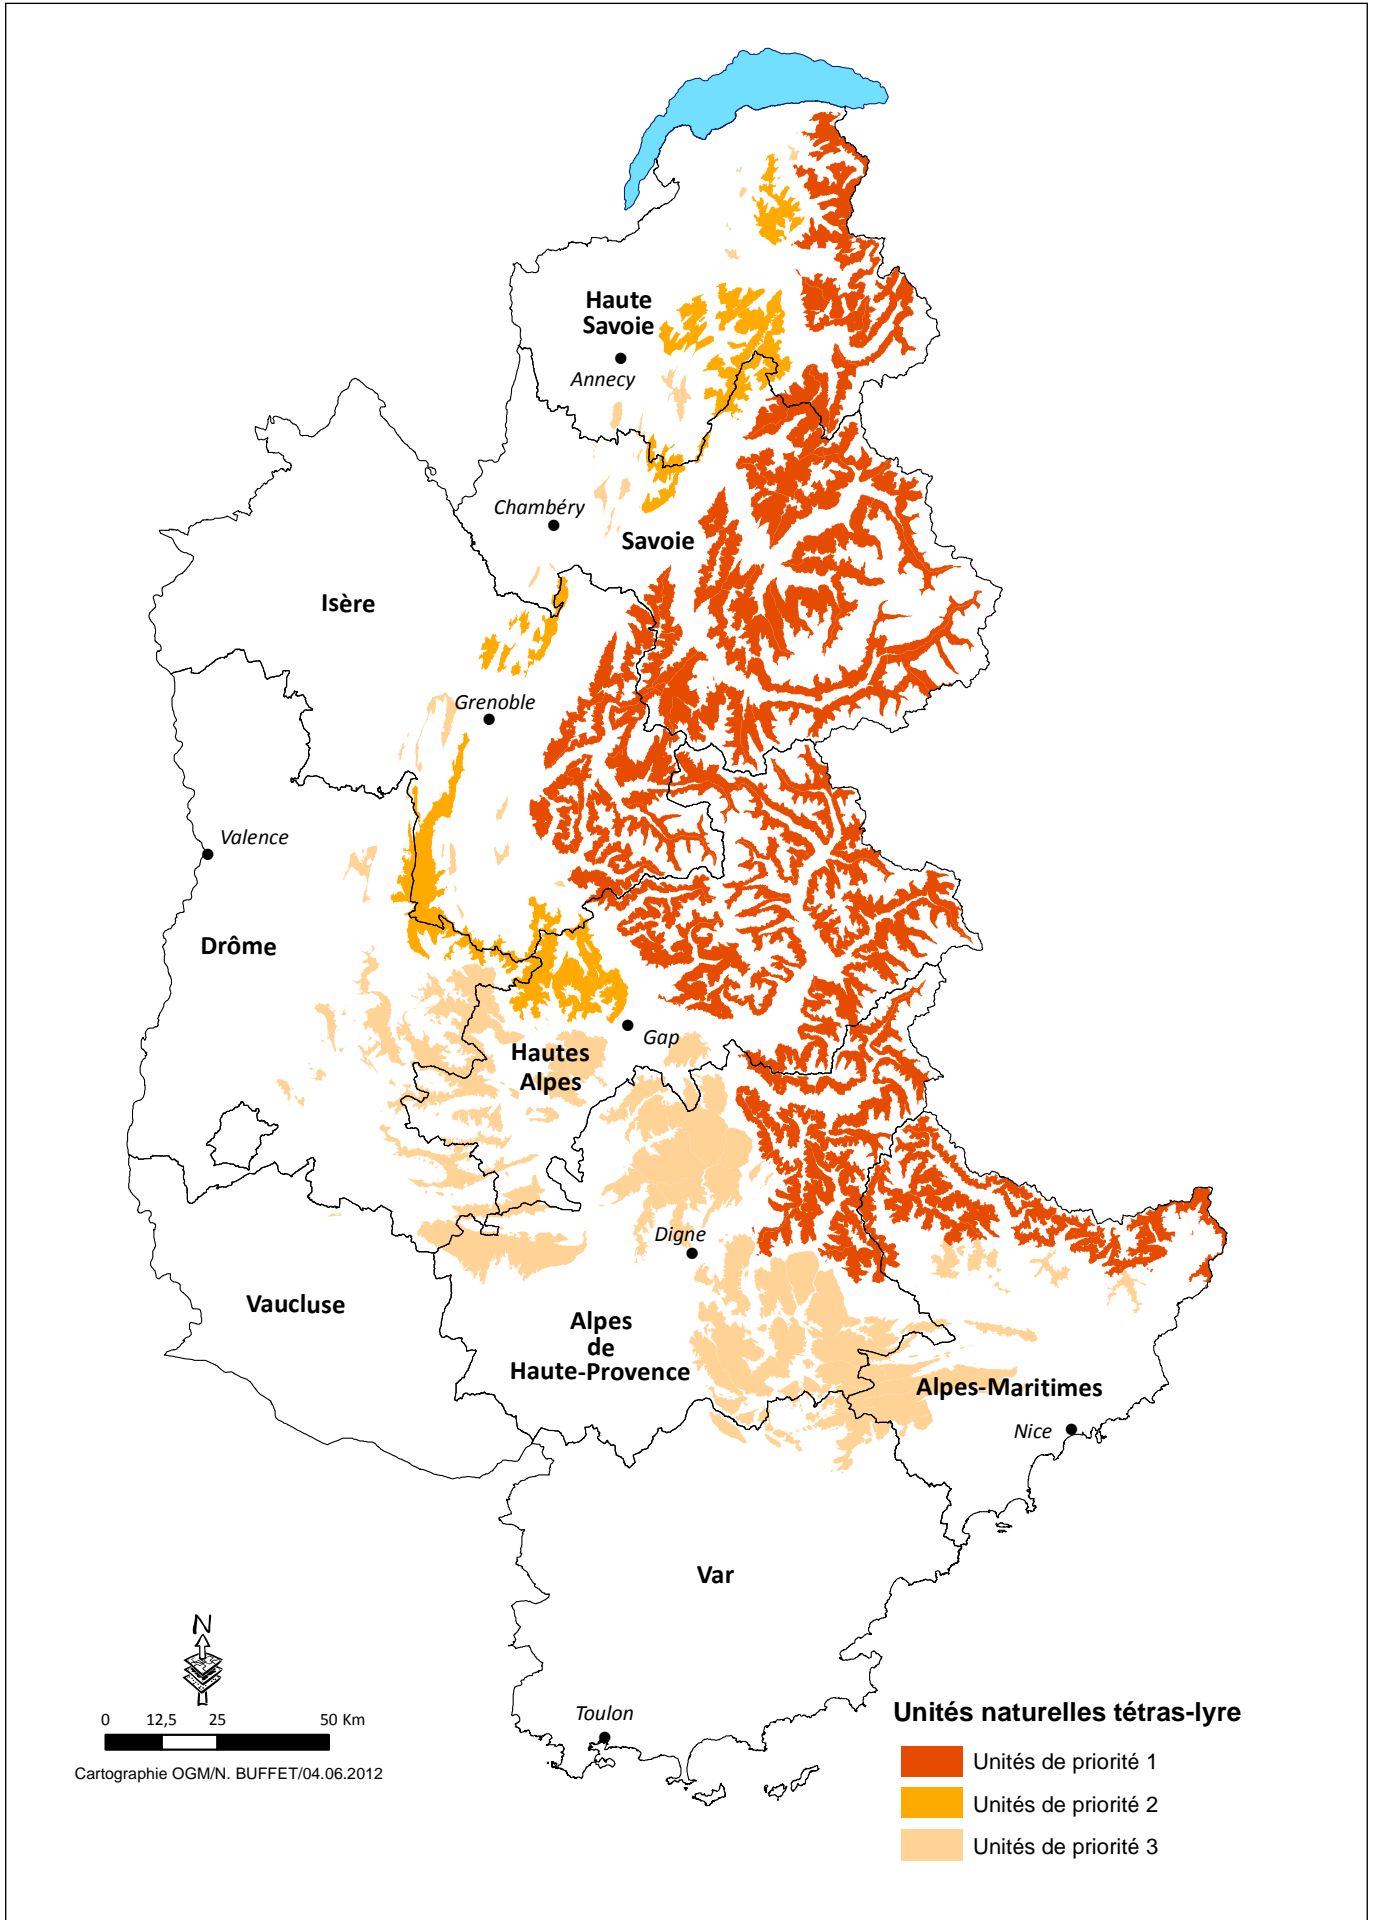 Haute
Savoie
Annecy
Chambéry
Savoie
Isère
Grenoble
Valence
Drôme
Gap
Hautes
Alpes
Digne
Vaucluse
Alpes
de
Haute-Provence
Alpes-Maritimes
Nice
Var
N
Toulon
0 12,5 25 50 Km
Cartographie OGM/N. BUFFET/04.06.2012
Unités naturelles tétras-lyre
Unités de priorité 1
Unités de priorité 2
Unités de priorité 3